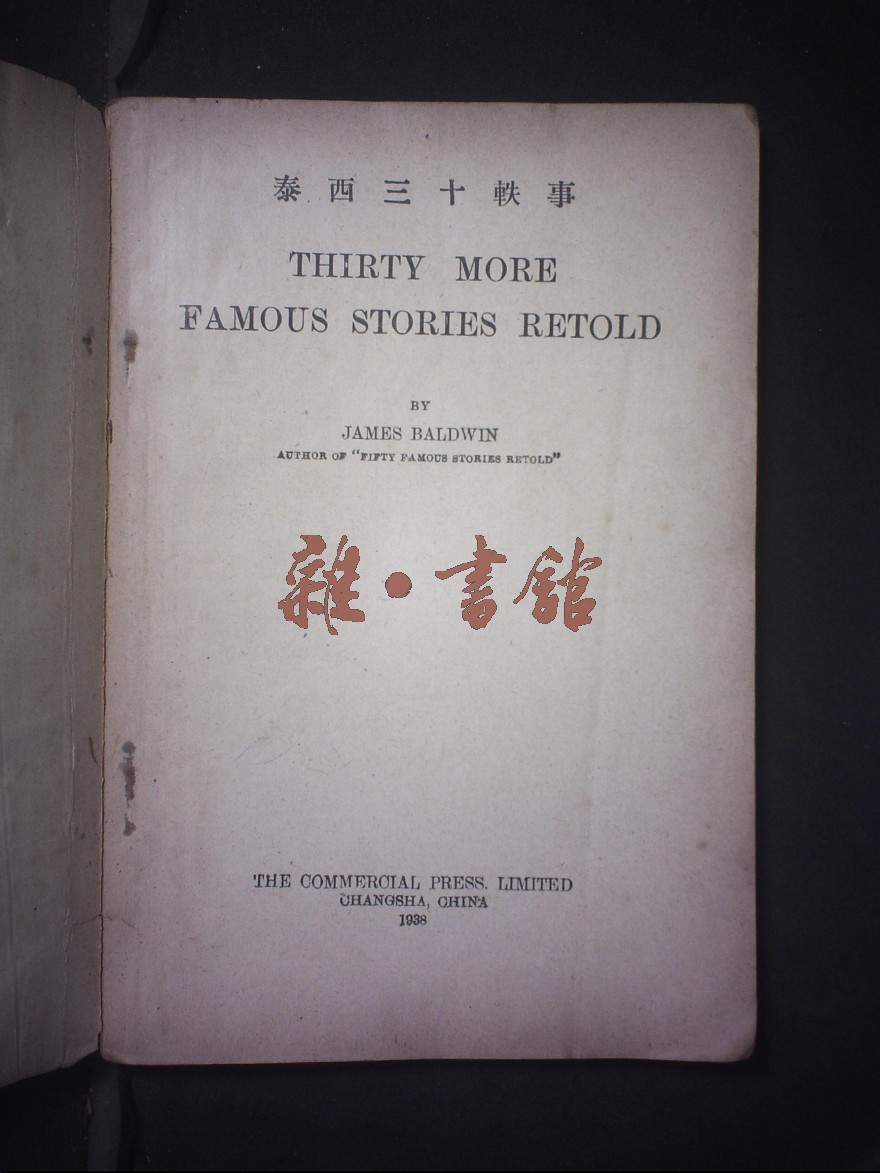 泰西三十軼事
THIRTY MORE
FAMOUS STORIES RETOLD
BY
JAMES BALDWIN
AUTHOR OF "FIFTY FAMOUS STORIES RETOLD"
雜·書館
THE COMMERCIAL PRESS, LIMITED
CHANGSHA, CHINA
1938